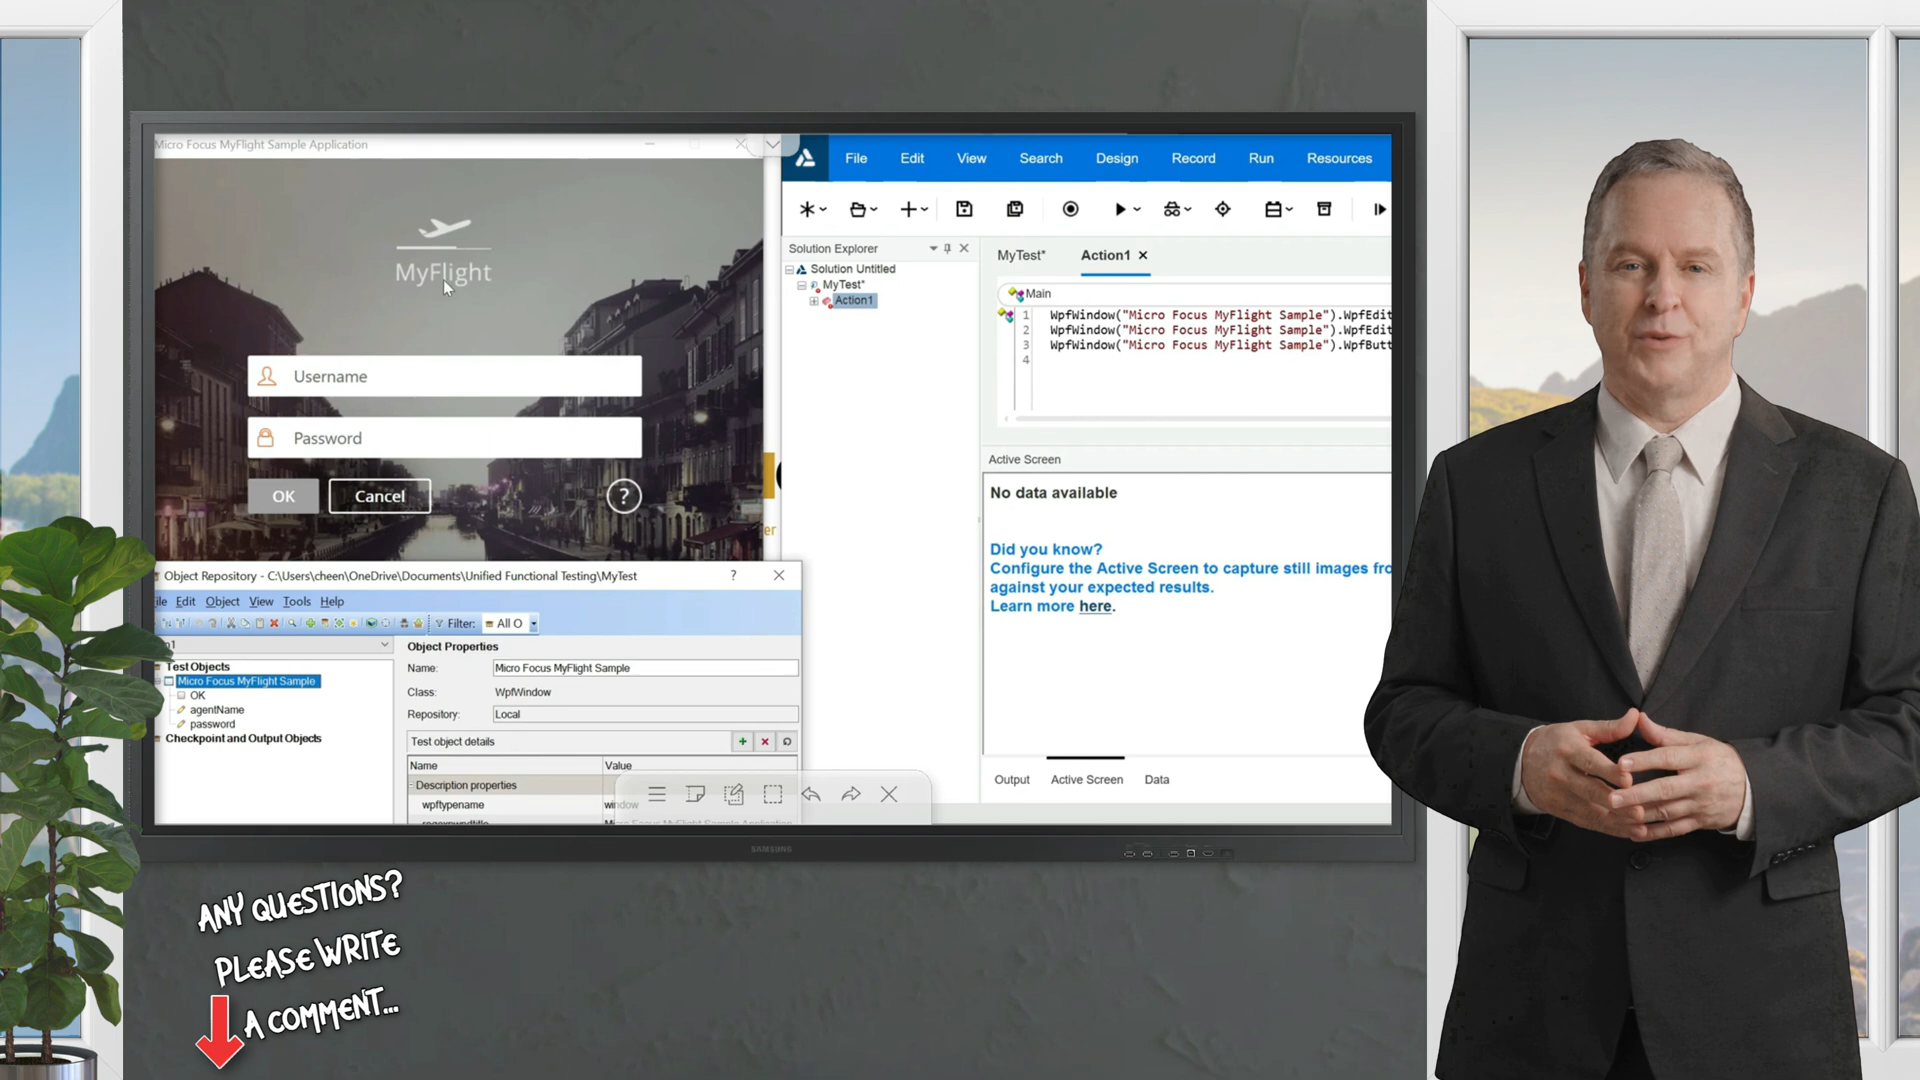 Micro Focus MyFlight Sample Application
MyFlight
Username
Password
OK
Cancel
?
er
File
Edit
View
Search
Design
Record
Run
Resources
Solution Explorer
Solution Untitled
MyTest*
Action1
MyTest*
Action1
Main
1 WpfWindow("Micro Focus MyFlight Sample").WpfEdit
2 WpfWindow("Micro Focus MyFlight Sample").WpfEdit
3 WpfWindow("Micro Focus MyFlight Sample").WpfButt
4
Active Screen
No data available
Did you know?
Configure the Active Screen to capture still images fro
against your expected results.
Learn more here.
Output
Active Screen
Data
Object Repository - C:\Users\cheen\OneDrive\Documents\Unified Functional Testing\MyTest
?
ile
Edit
Object
View
Tools
Help
Filter:
All O
n1
Test Objects
Micro Focus MyFlight Sample
OK
agentName
password
Checkpoint and Output Objects
Object Properties
Name:
Micro Focus MyFlight Sample
Class:
WpfWindow
Repository:
Local
Test object details
Name
Value
Description properties
wpftypename
window
SAMSUNG
ANY QUESTIONS?
PLEASE WRITE
A COMMENT...